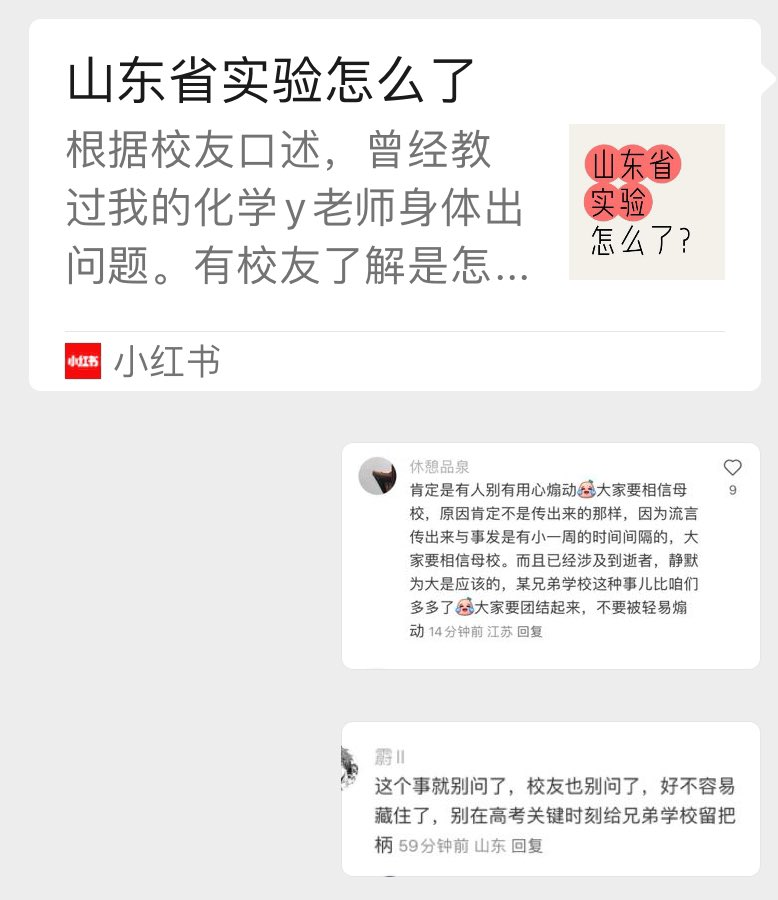 山东省实验怎么了
根据校友口述，曾经教
过我的化学y老师身体出
问题。有校友了解是怎...
山东省
实验
怎么了?
小红书
小红书
休憩品泉
肯定是有人别有用心煽动😭大家要相信母
校，原因肯定不是传出来的那样，因为流言
传出来与事发是有小一周的时间间隔的，大
家要相信母校。而且已经涉及到逝者，静默
为大是应该的，某兄弟学校这种事儿比咱们
多多了😭大家要团结起来，不要被轻易煽
动 14分钟前 江苏 回复
9
爵II
这个事就别问了，校友也别问了，好不容易
藏住了，别在高考关键时刻给兄弟学校留把
柄 59分钟前 山东 回复